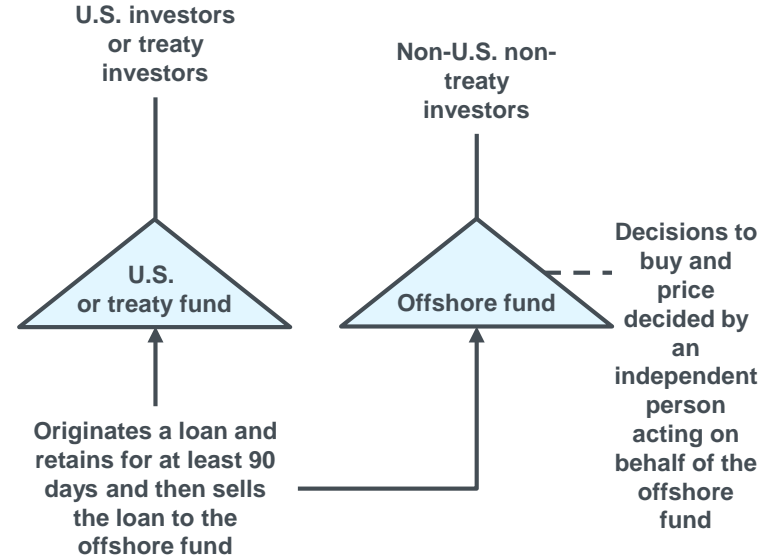 U.S. investors
or treaty
investors
Non-U.S. non-
treaty
investors
U.S.
or treaty fund
Offshore fund
Decisions to
buy and
price
decided by
an
independent
person
acting on
behalf of the
offshore
fund
Originates a loan and
retains for at least 90
days and then sells
the loan to the
offshore fund